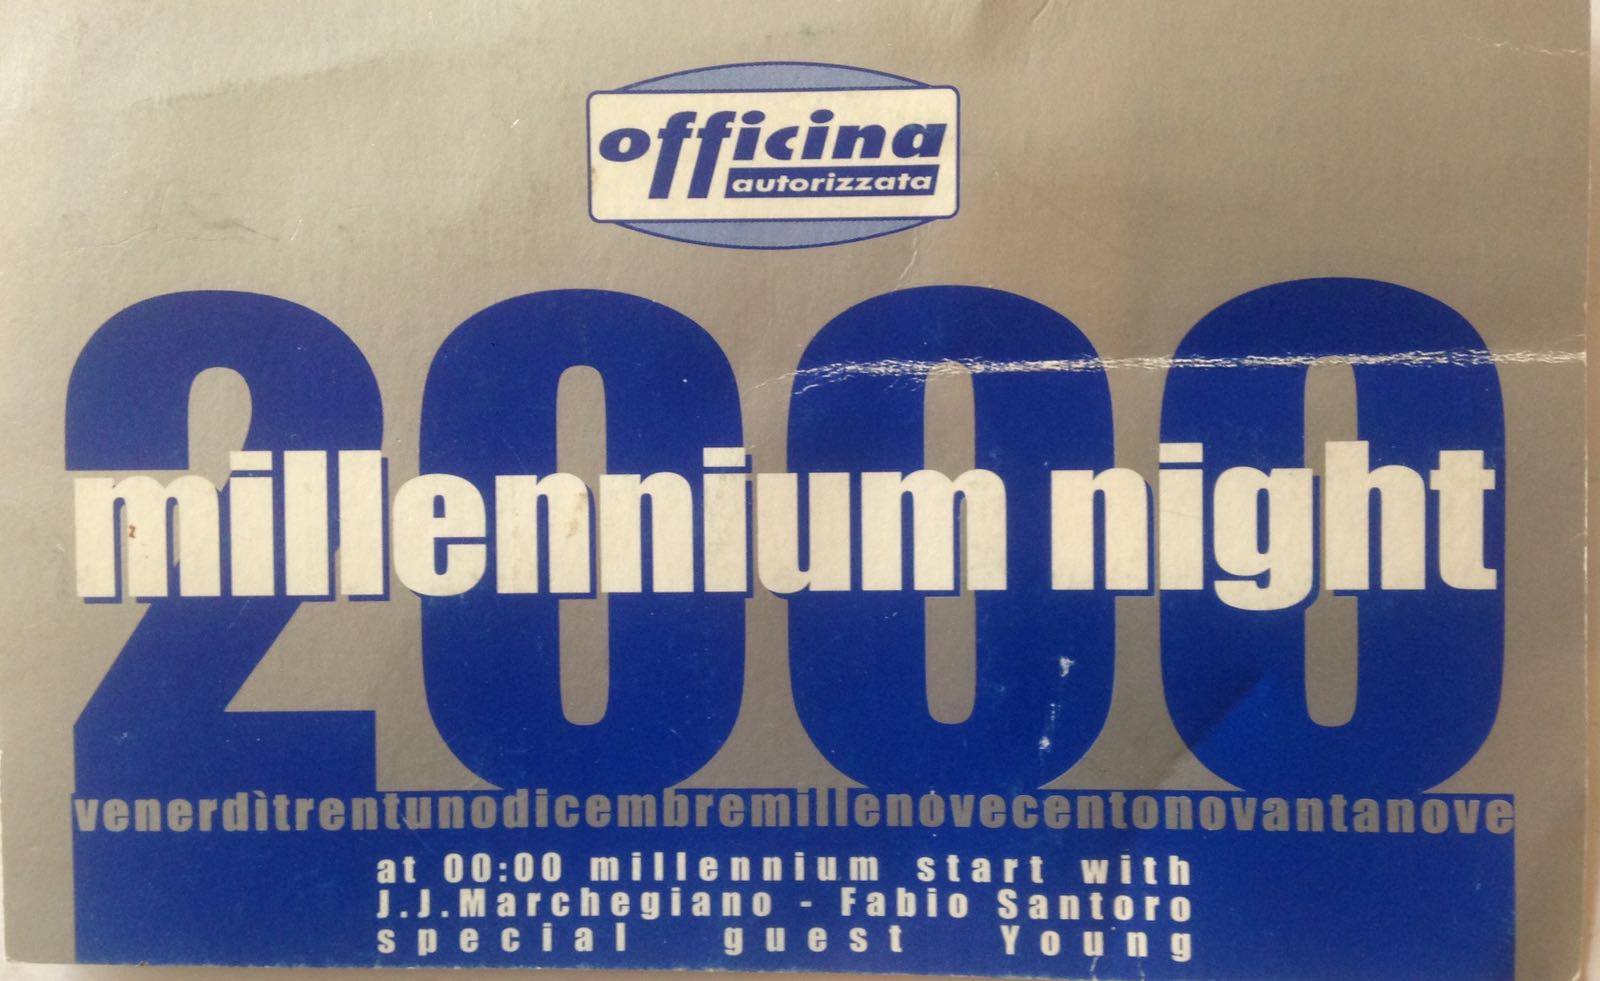 officina
autorizzata
2000
millennium night
venerdìtrentunodicembremillenovecentonovantanove
at 00:00 millennium start with
J.J.Marchegiano - Fabio Santoro
special guest Young